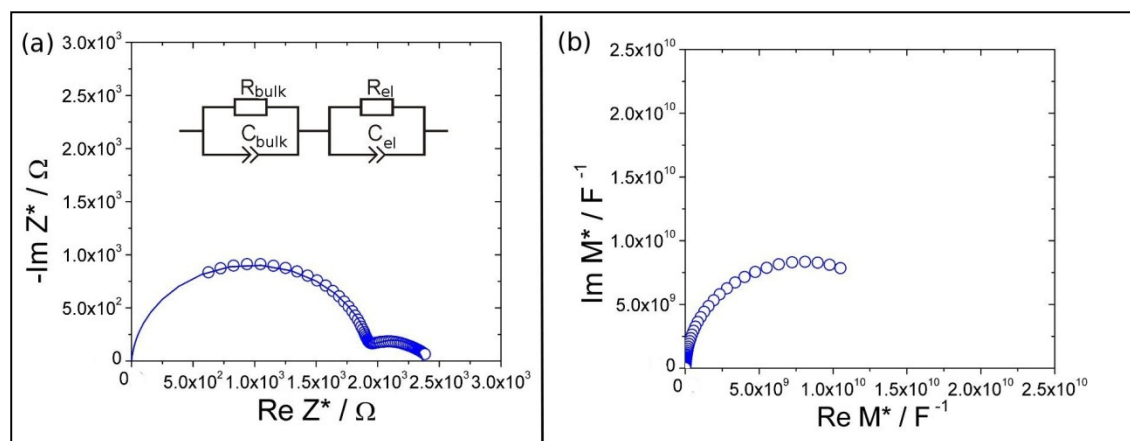 (a)
3.0x10³
2.5x10³
2.0x10³
1.5x10³
1.0x10³
5.0x10²
0
-Im Z* / Ω
R_bulk
C_bulk
R_el
C_el
0 5.0x10² 1.0x10³ 1.5x10³ 2.0x10³ 2.5x10³ 3.0x10³
Re Z* / Ω
(b)
2.5x10¹⁰
2.0x10¹⁰
1.5x10¹⁰
1.0x10¹⁰
5.0x10⁹
0
Im M* / F⁻¹
0 5.0x10⁹ 1.0x10¹⁰ 1.5x10¹⁰ 2.0x10¹⁰ 2.5x10¹⁰
Re M* / F⁻¹